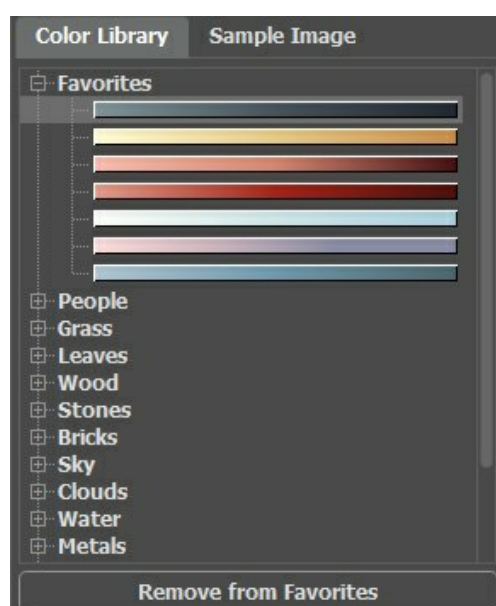 Color Library Sample Image
Favorites
People
Grass
Leaves
Wood
Stones
Bricks
Sky
Clouds
Water
Metals
Remove from Favorites